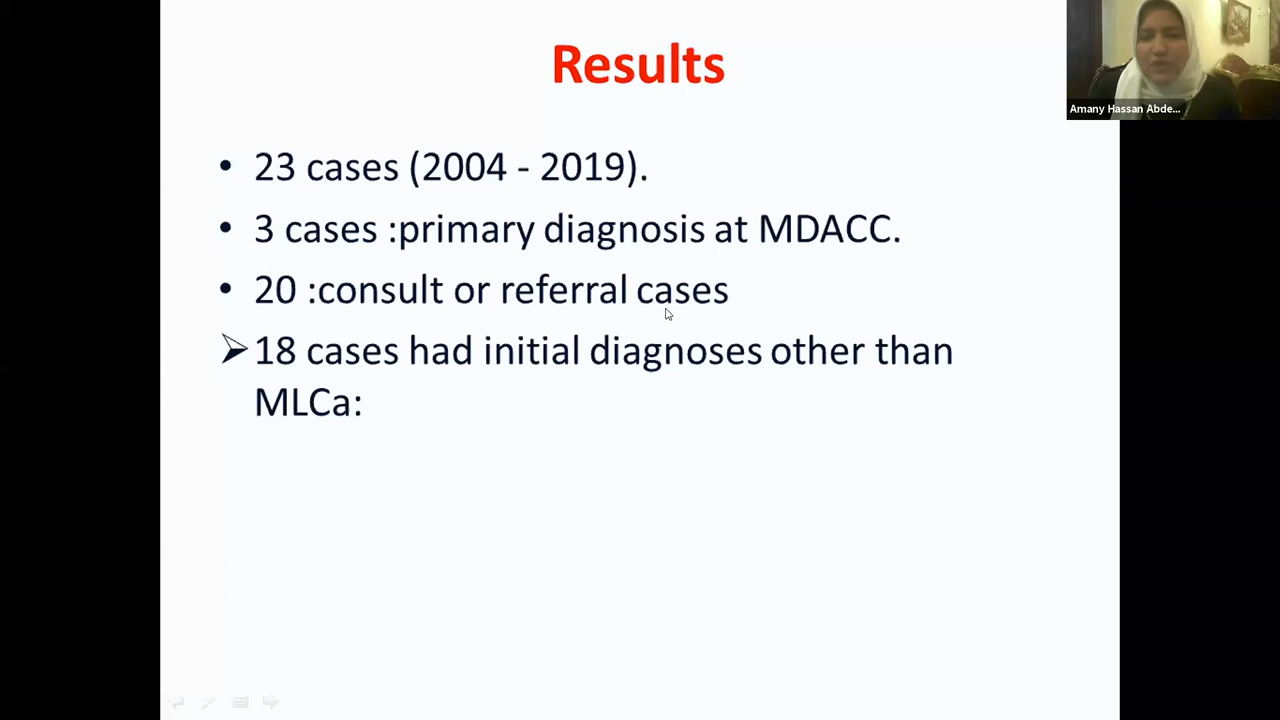 Results
Amany Hassan Abde...
• 23 cases (2004 - 2019).
• 3 cases :primary diagnosis at MDACC.
• 20 :consult or referral cases
➢ 18 cases had initial diagnoses other than
MLCa: